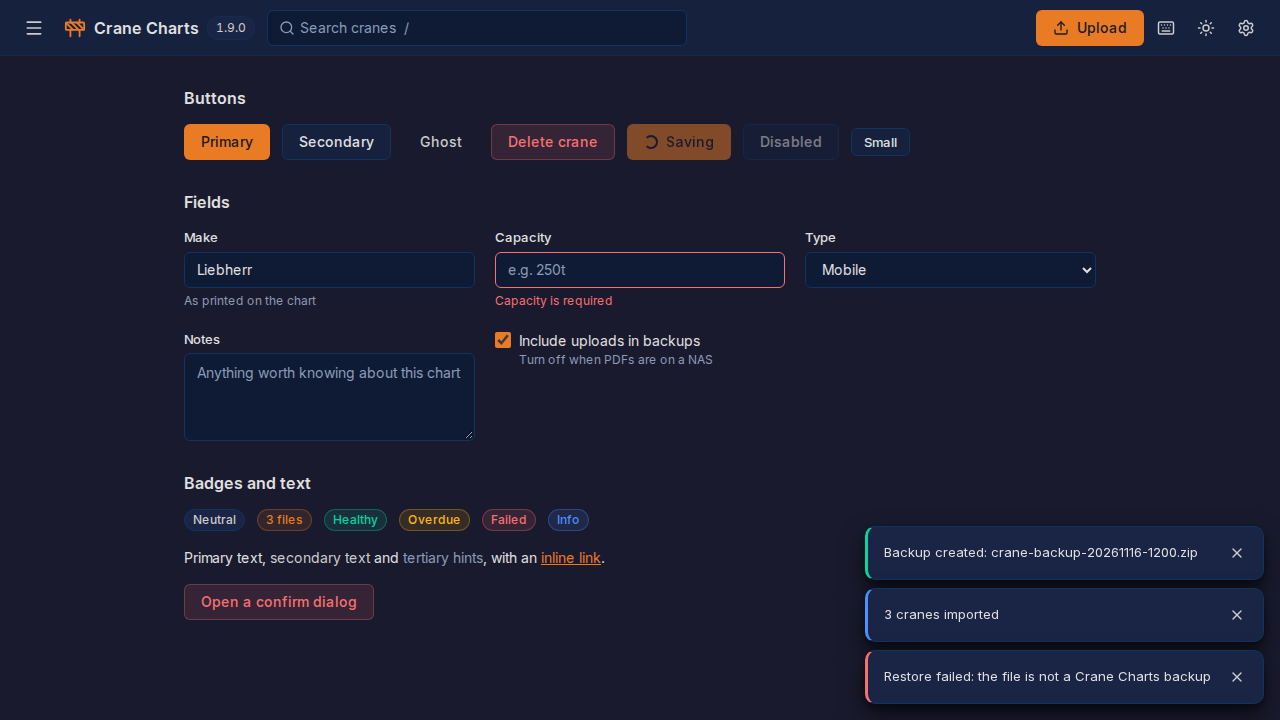 Crane Charts 1.9.0 Search cranes / Upload
Buttons
Primary Secondary Ghost Delete crane Saving Disabled Small
Fields
Make Capacity Type
Liebherr e.g. 250t Mobile
As printed on the chart Capacity is required
Notes
Include uploads in backups
Turn off when PDFs are on a NAS
Anything worth knowing about this chart
Badges and text
Neutral 3 files Healthy Overdue Failed Info
Primary text, secondary text and tertiary hints, with an inline link.
Open a confirm dialog
Backup created: crane-backup-20261116-1200.zip
3 cranes imported
Restore failed: the file is not a Crane Charts backup